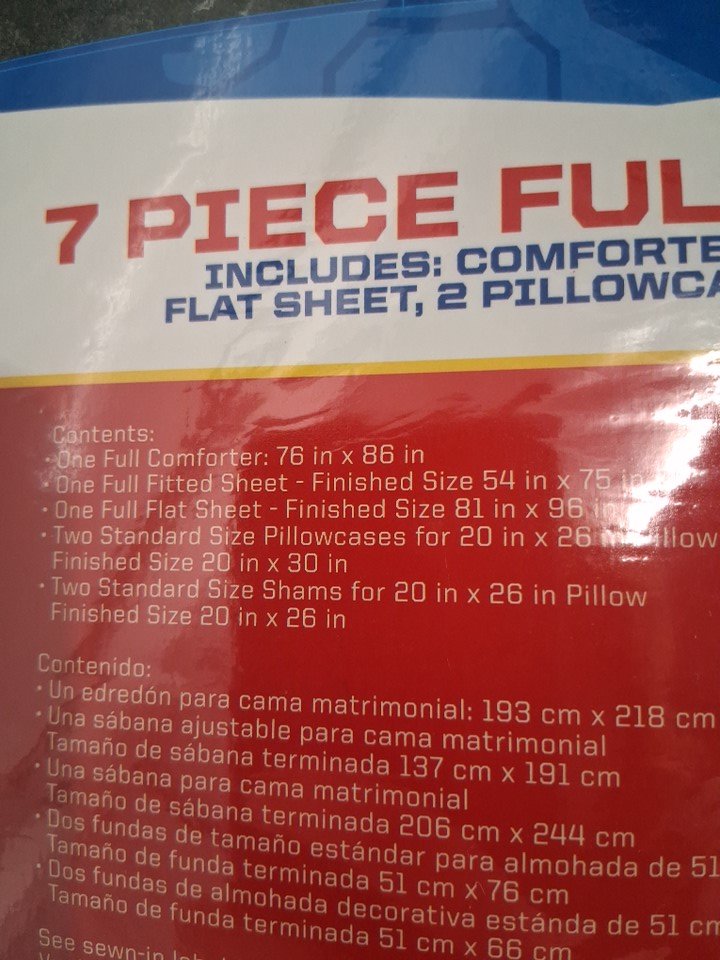 7 PIECE FUL
INCLUDES: COMFORTE
FLAT SHEET, 2 PILLOWCA
Contents:
• One Full Comforter: 76 in x 86 in
• One Full Fitted Sheet - Finished Size 54 in x 75 in
• One Full Flat Sheet - Finished Size 81 in x 96 in
• Two Standard Size Pillowcases for 20 in x 26 in Pillow
Finished Size 20 in x 30 in
• Two Standard Size Shams for 20 in x 26 in Pillow
Finished Size 20 in x 26 in
Contenido:
• Un edredón para cama matrimonial: 193 cm x 218 cm
• Una sábana ajustable para cama matrimonial
Tamaño de sábana terminada 137 cm x 191 cm
• Una sábana para cama matrimonial
Tamaño de sábana terminada 206 cm x 244 cm
• Dos fundas de tamaño estándar para almohada de 51
Tamaño de funda terminada 51 cm x 76 cm
• Dos fundas de almohada decorativa estánda de 51 cm
Tamaño de funda terminada 51 cm x 66 cm
See sewn-in